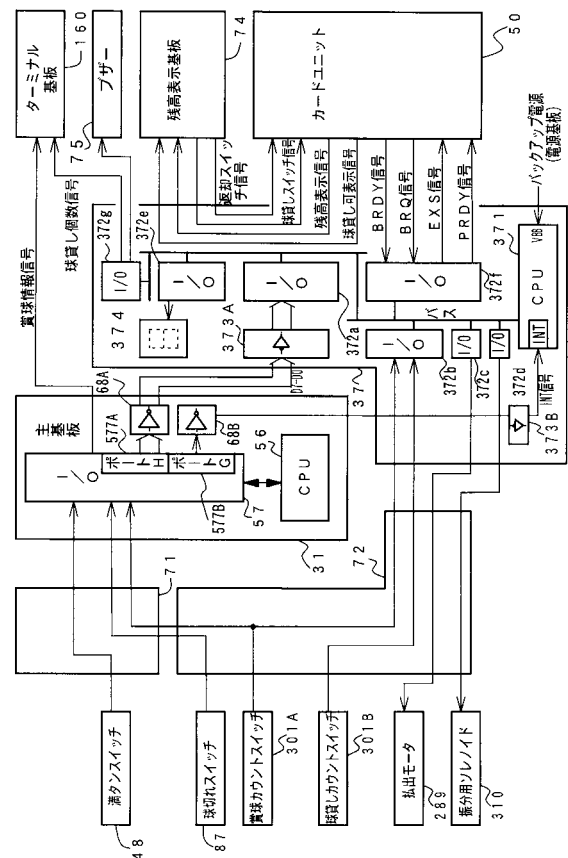 ターミナル
基板
160
ブザー
75
残高表示基板
74
カードユニット
50
賞球情報信号
球貸し個数信号
返却スイッ
チ信号
球貸しスイッチ信号
残高表示信号
球貸し可表示信号
BRDY信号
BRQ信号
EXS信号
PRDY信号
バックアップ電源
(電源基板)
I/O
372g
372e
I/O
374
I/O
373A
372a
I/O
372f
バス
I/O
372b
I/O
372c
I/O
372d
371
CPU
VBB
INT
INT信号
373B
37
D7-D0
主基板
68A
577A
68B
I/O
ポートH
ポートG
577B
57
CPU
56
31
71
72
満タンスイッチ
48
球切れスイッチ
87
賞球カウントスイッチ
301A
球貸しカウントスイッチ
301B
払出モータ
289
振分用ソレノイド
310